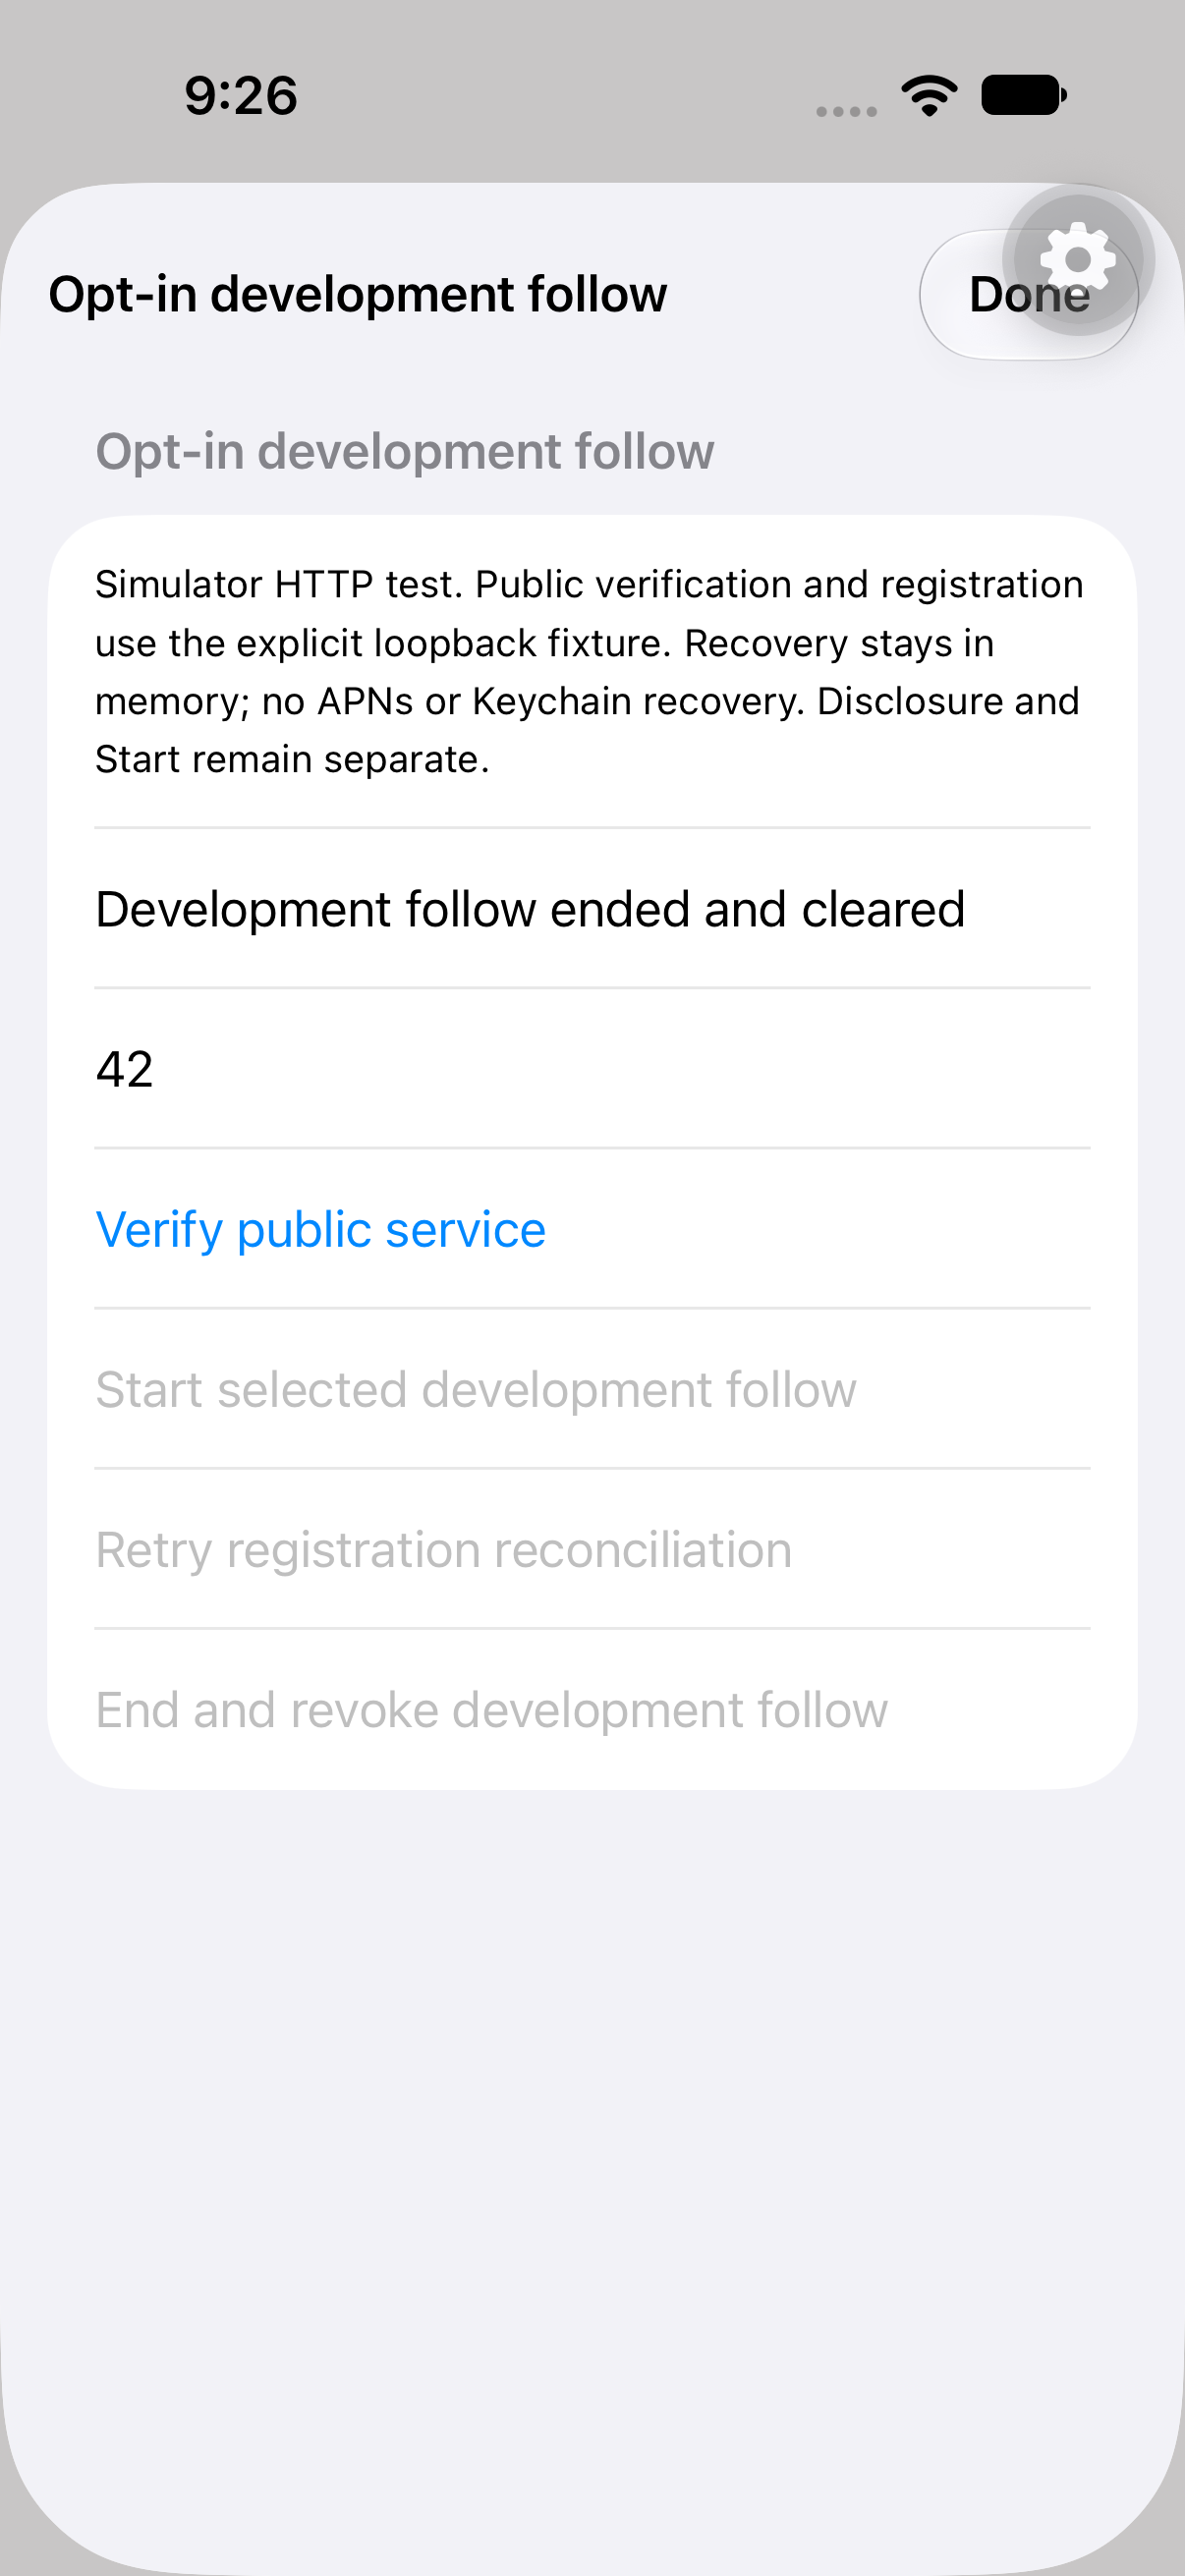 9:26
Opt-in development follow
Done
Opt-in development follow
Simulator HTTP test. Public verification and registration
use the explicit loopback fixture. Recovery stays in
memory; no APNs or Keychain recovery. Disclosure and
Start remain separate.
Development follow ended and cleared
42
Verify public service
Start selected development follow
Retry registration reconciliation
End and revoke development follow